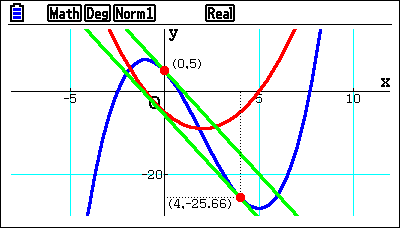 Math Deg Norm1 Real
y
(0,5)
x
-5 O 5 10
-20
(4,-25.66)